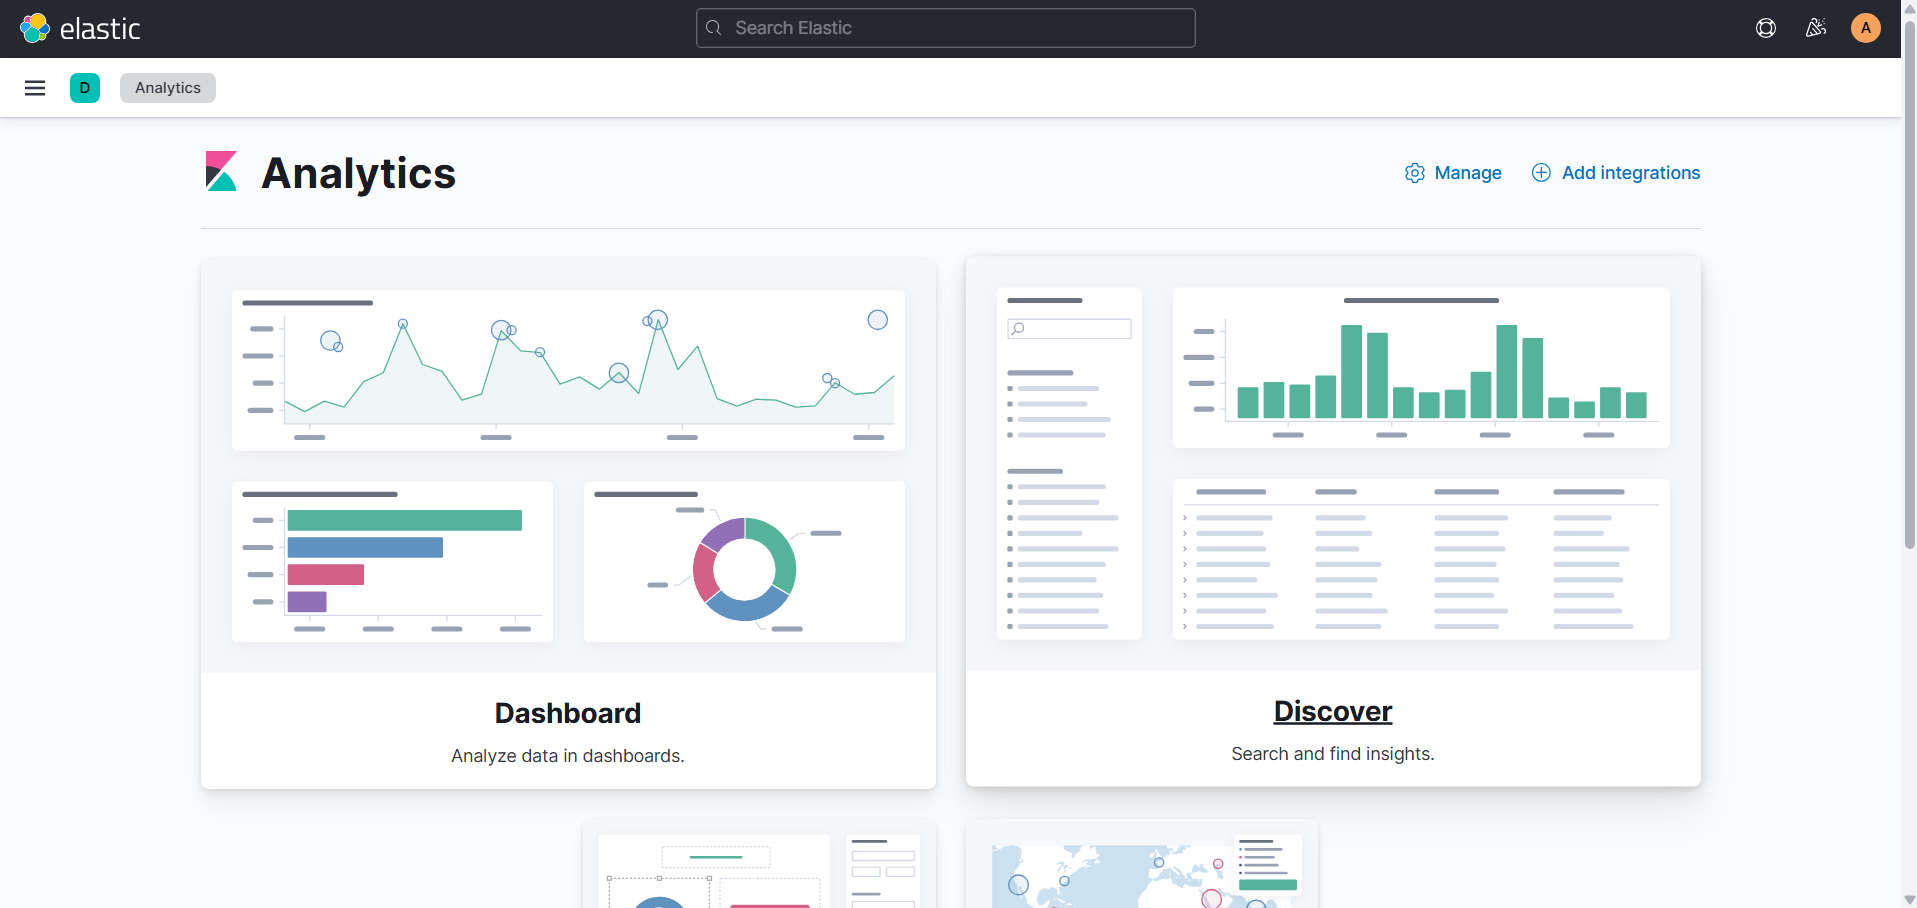 elastic
Search Elastic
A
D
Analytics
Analytics
Manage
Add integrations
Dashboard
Analyze data in dashboards.
Discover
Search and find insights.